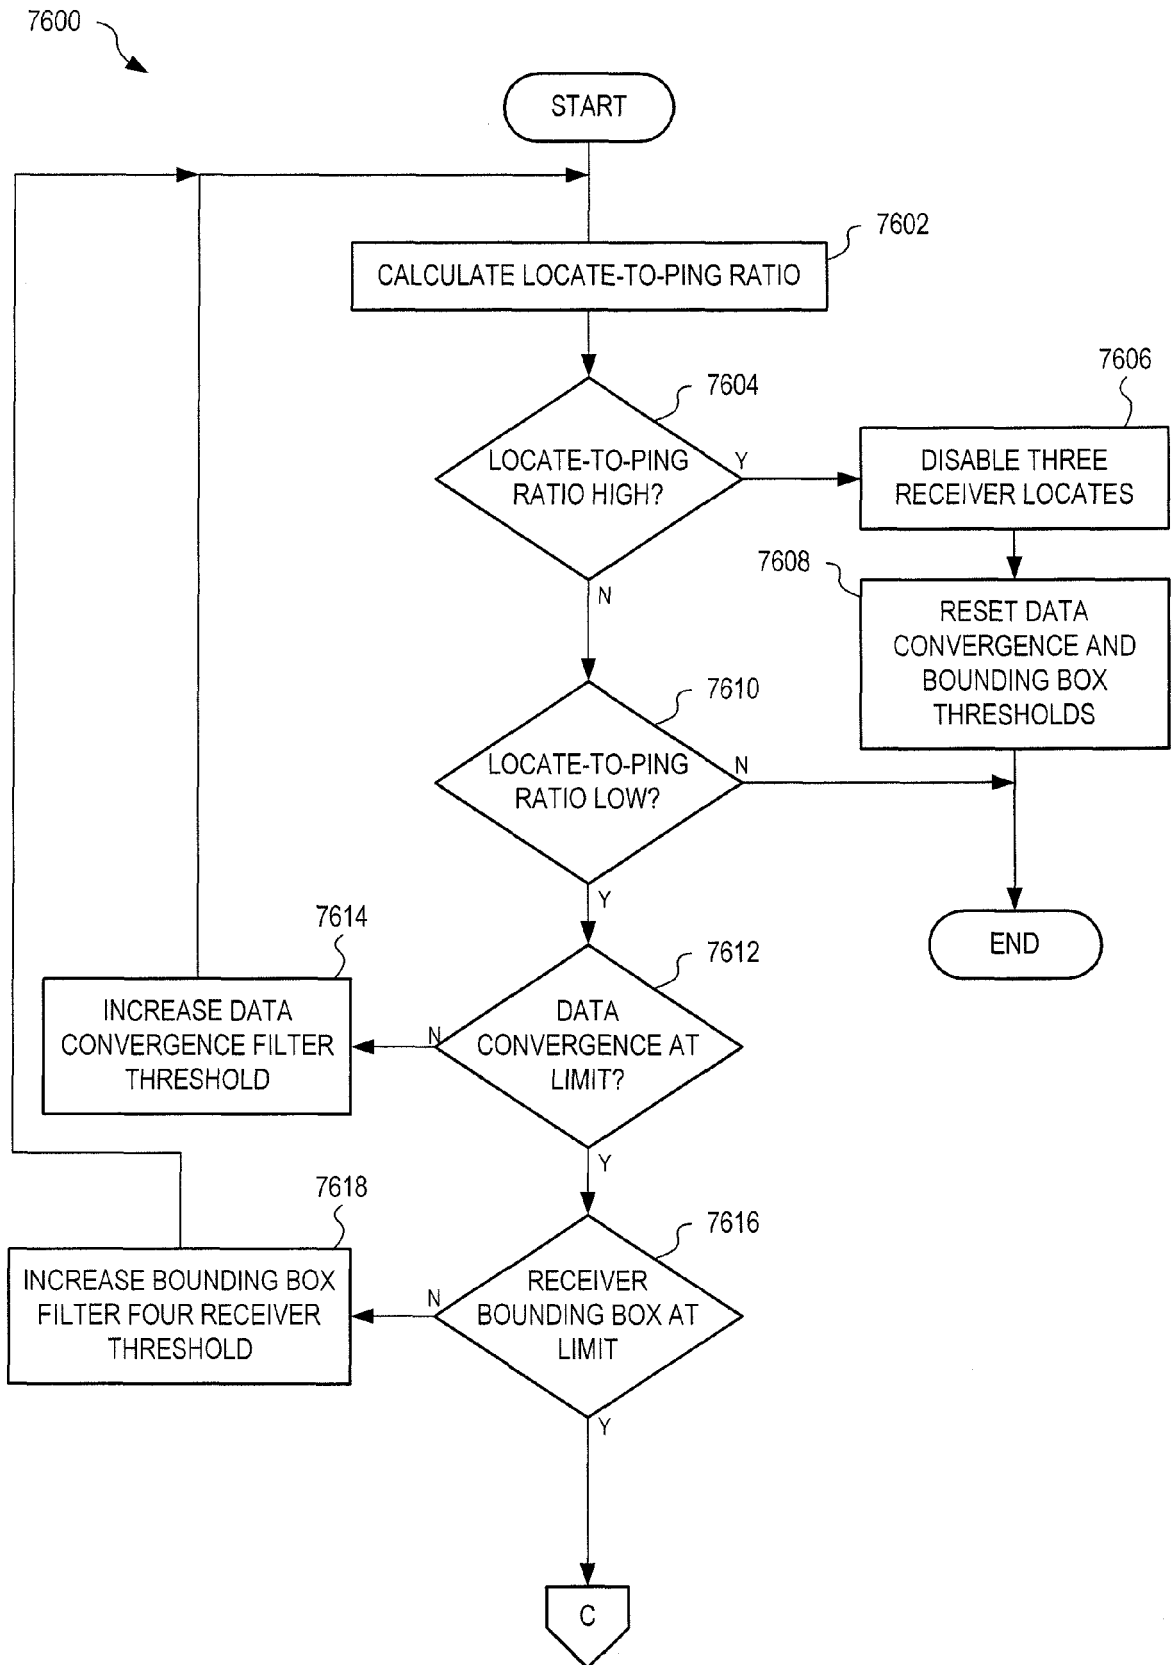 7600
START
7602
CALCULATE LOCATE-TO-PING RATIO
7604
LOCATE-TO-PING
RATIO HIGH?
Y
N
7606
DISABLE THREE
RECEIVER LOCATES
7608
RESET DATA
CONVERGENCE AND
BOUNDING BOX
THRESHOLDS
7610
LOCATE-TO-PING
RATIO LOW?
N
Y
END
7612
DATA
CONVERGENCE AT
LIMIT?
N
Y
7614
INCREASE DATA
CONVERGENCE FILTER
THRESHOLD
7616
RECEIVER
BOUNDING BOX AT
LIMIT
N
Y
7618
INCREASE BOUNDING BOX
FILTER FOUR RECEIVER
THRESHOLD
C